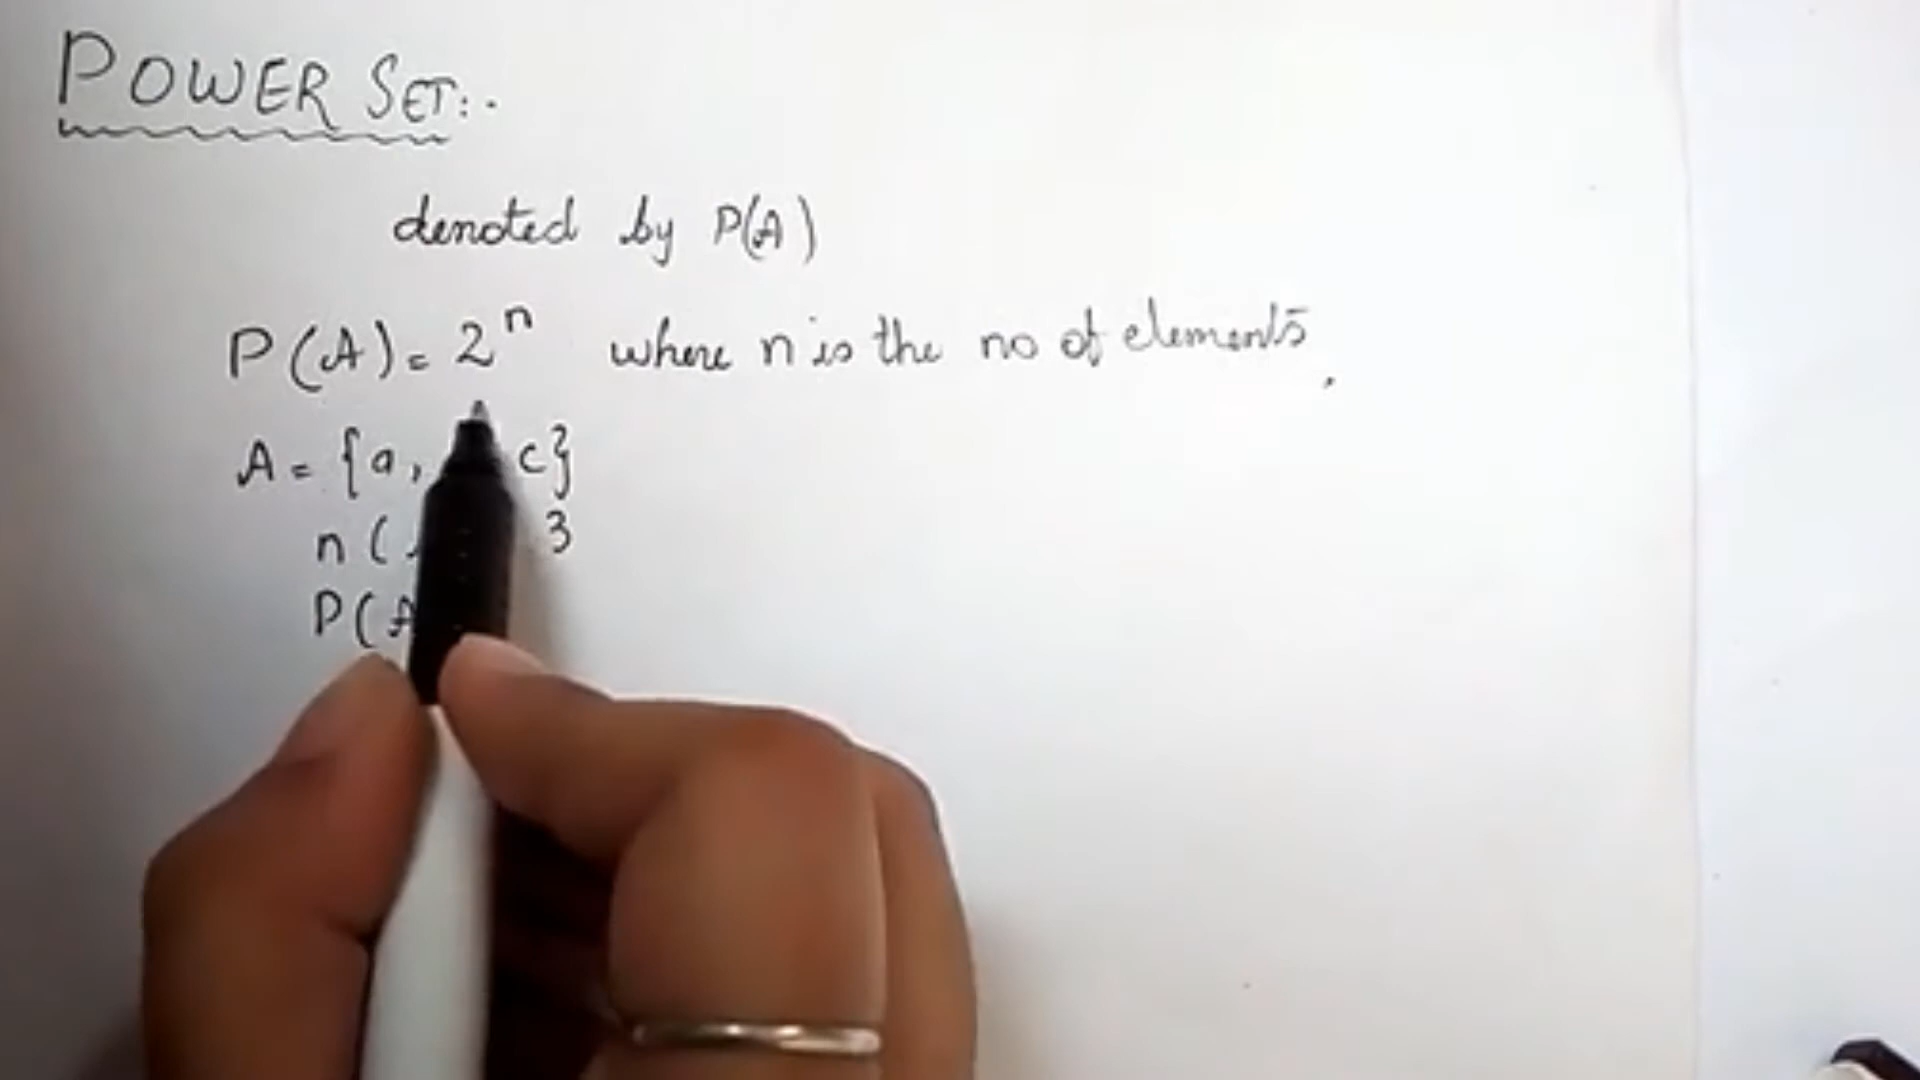 POWER SET:-
denoted by P(A)
P(A) = 2^n where n is the no of elements.
A = {a, c}
n( 3
P(A